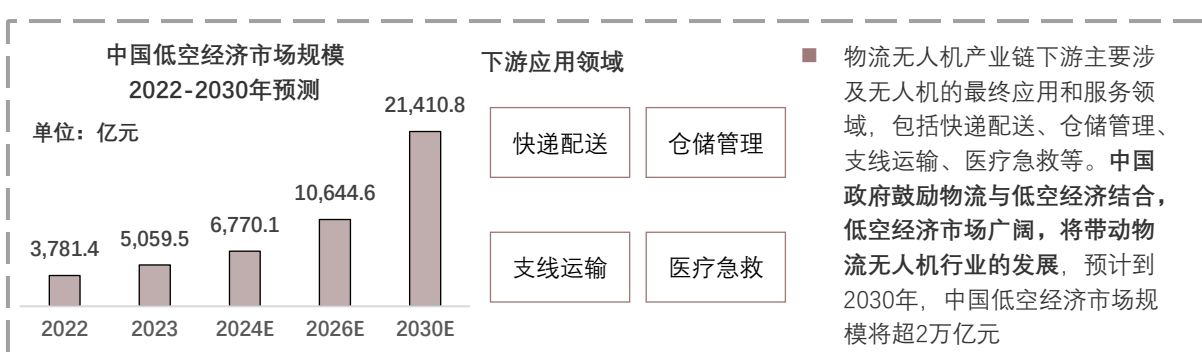 中国低空经济市场规模
2022-2030年预测
单位：亿元
3,781.4
5,059.5
6,770.1
10,644.6
21,410.8
2022
2023
2024E
2026E
2030E
下游应用领域
快递配送
仓储管理
支线运输
医疗急救
物流无人机产业链下游主要涉
及无人机的最终应用和服务领
域，包括快递配送、仓储管理、
支线运输、医疗急救等。中国
政府鼓励物流与低空经济结合，
低空经济市场广阔，将带动物
流无人机行业的发展，预计到
2030年，中国低空经济市场规
模将超2万亿元